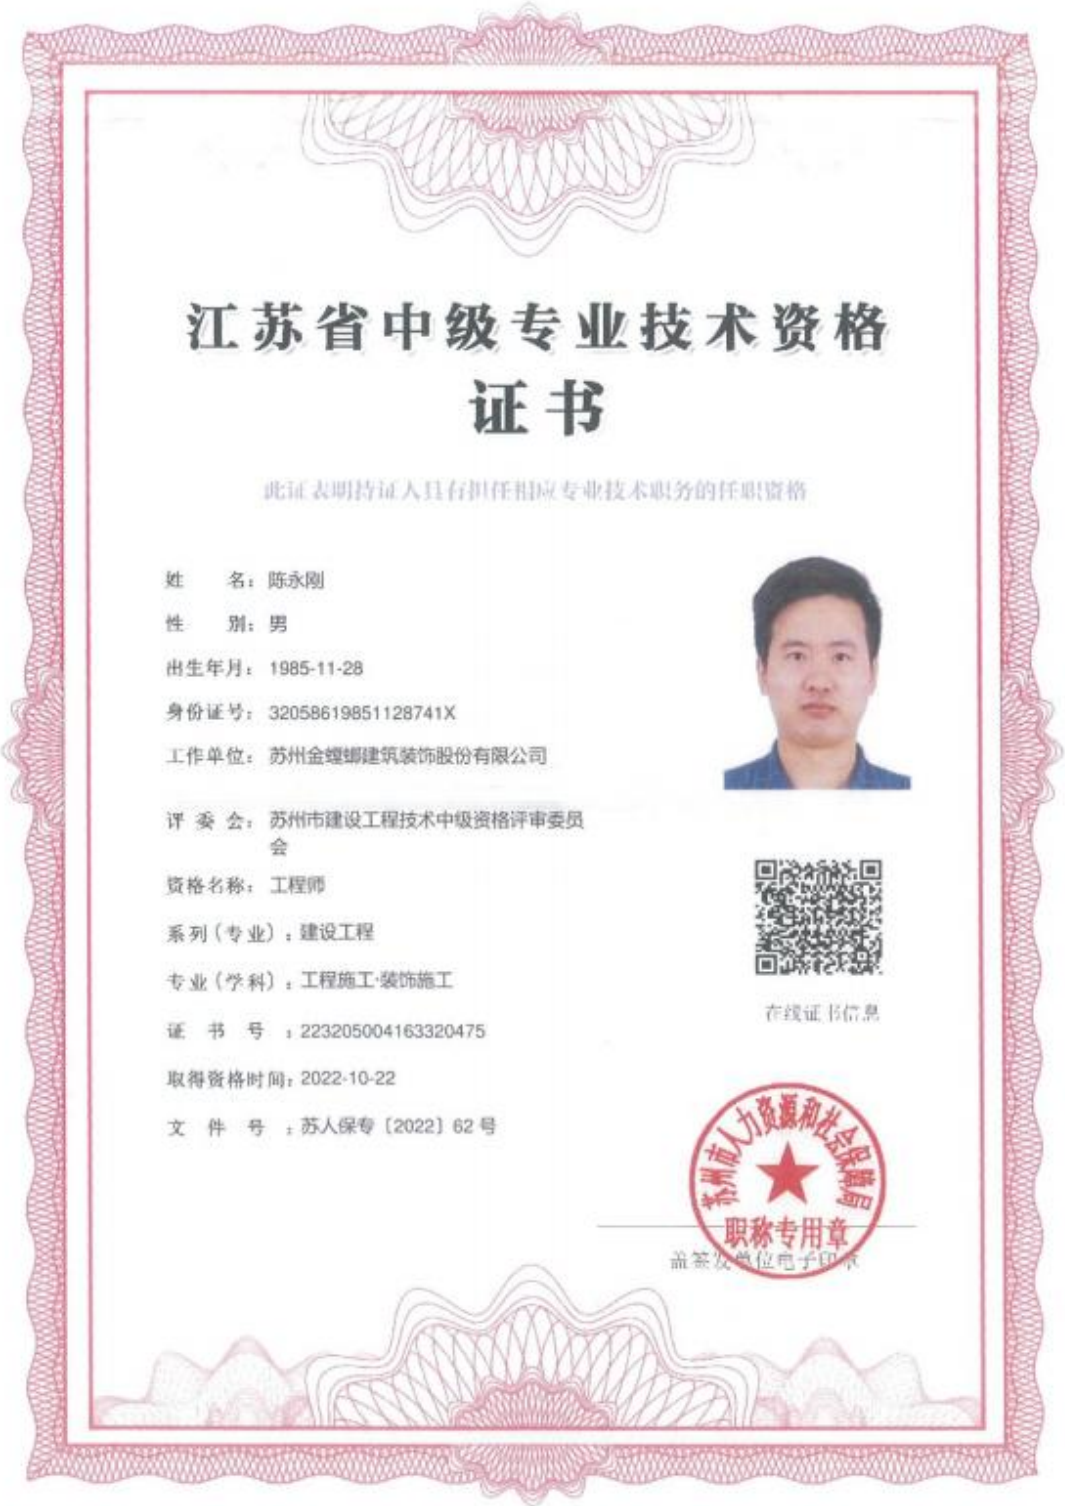 江苏省中级专业技术资格
证书
此证表明持证人具有担任相应专业技术职务的任职资格
姓 名：陈永刚
性 别：男
出生年月：1985-11-28
身份证号：32058619851128741X
工作单位：苏州金螳螂建筑装饰股份有限公司
评 委 会：苏州市建设工程技术中级资格评审委员
会
资格名称：工程师
系列（专业）：建设工程
专业（学科）：工程施工·装饰施工
证 书 号：223205004163320475
取得资格时间：2022-10-22
文 件 号：苏人保专〔2022〕62 号
在线证书信息
苏州市人力资源和社会保障局
职称专用章
盖签发单位电子印章